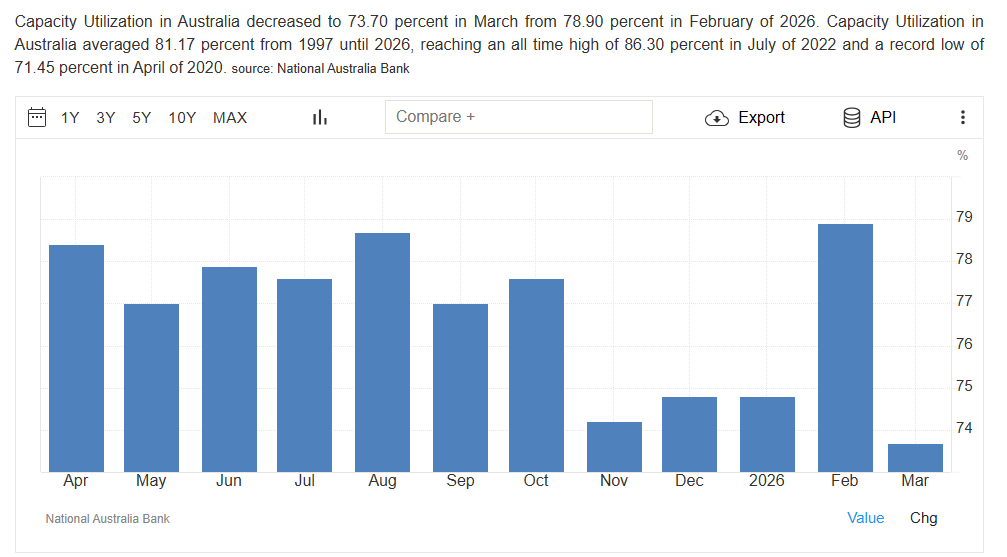 Capacity Utilization in Australia decreased to 73.70 percent in March from 78.90 percent in February of 2026. Capacity Utilization in
Australia averaged 81.17 percent from 1997 until 2026, reaching an all time high of 86.30 percent in July of 2022 and a record low of
71.45 percent in April of 2020. source: National Australia Bank
1Y 3Y 5Y 10Y MAX Compare + Export API
%
79
78
77
76
75
74
Apr May Jun Jul Aug Sep Oct Nov Dec 2026 Feb Mar
National Australia Bank Value Chg